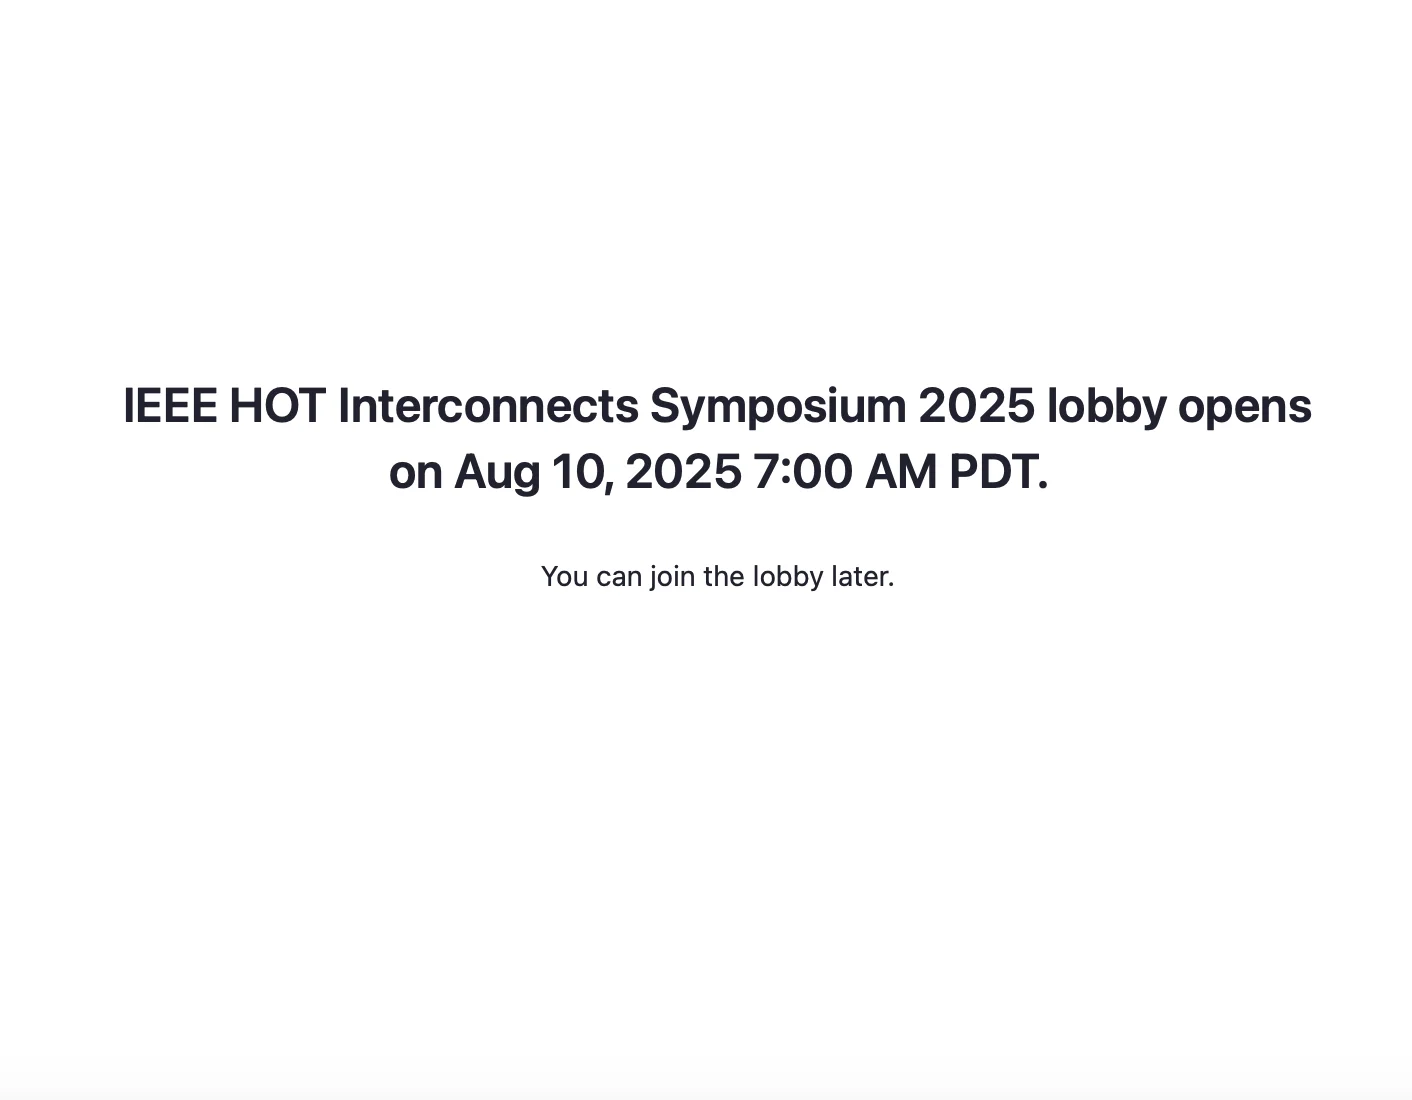 IEEE HOT Interconnects Symposium 2025 lobby opens
on Aug 10, 2025 7:00 AM PDT.
You can join the lobby later.